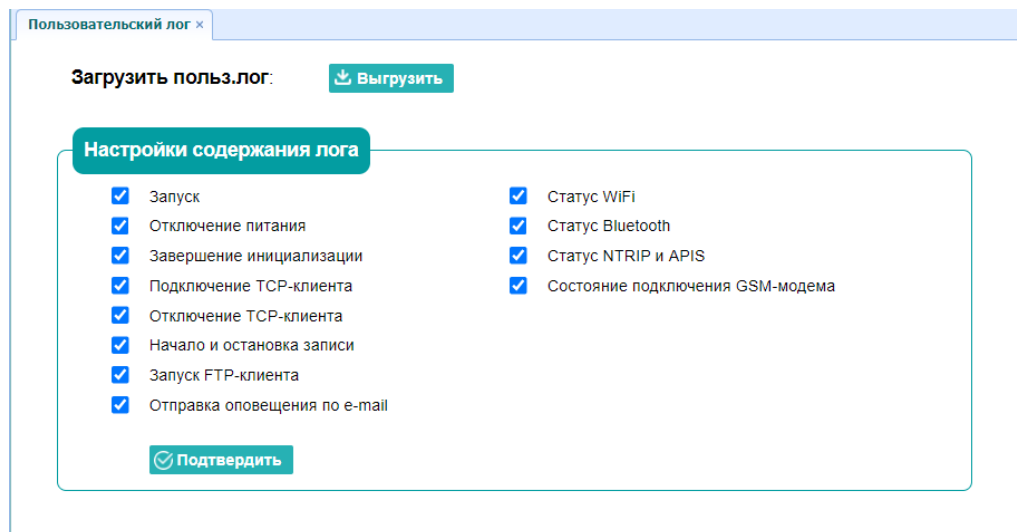 Пользовательский лог ×
Загрузить польз.лог: Выгрузить
Настройки содержания лога
Запуск
Отключение питания
Завершение инициализации
Подключение TCP-клиента
Отключение TCP-клиента
Начало и остановка записи
Запуск FTP-клиента
Отправка оповещения по e-mail
Статус WiFi
Статус Bluetooth
Статус NTRIP и APIS
Состояние подключения GSM-модема
Подтвердить